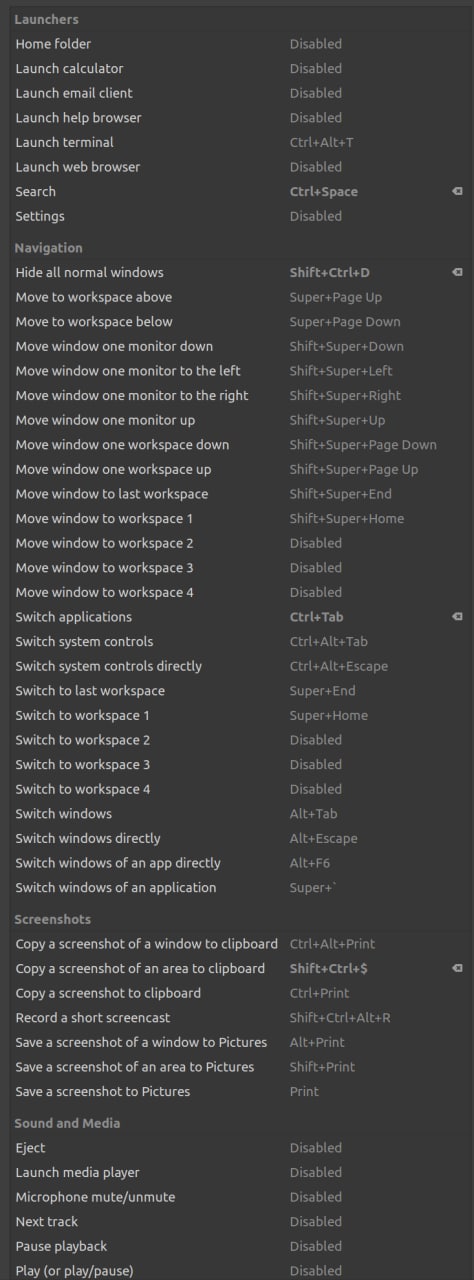 Launchers
Home folder Disabled
Launch calculator Disabled
Launch email client Disabled
Launch help browser Disabled
Launch terminal Ctrl+Alt+T
Launch web browser Disabled
Search Ctrl+Space
Settings Disabled
Navigation
Hide all normal windows Shift+Ctrl+D
Move to workspace above Super+Page Up
Move to workspace below Super+Page Down
Move window one monitor down Shift+Super+Down
Move window one monitor to the left Shift+Super+Left
Move window one monitor to the right Shift+Super+Right
Move window one monitor up Shift+Super+Up
Move window one workspace down Shift+Super+Page Down
Move window one workspace up Shift+Super+Page Up
Move window to last workspace Shift+Super+End
Move window to workspace 1 Shift+Super+Home
Move window to workspace 2 Disabled
Move window to workspace 3 Disabled
Move window to workspace 4 Disabled
Switch applications Ctrl+Tab
Switch system controls Ctrl+Alt+Tab
Switch system controls directly Ctrl+Alt+Escape
Switch to last workspace Super+End
Switch to workspace 1 Super+Home
Switch to workspace 2 Disabled
Switch to workspace 3 Disabled
Switch to workspace 4 Disabled
Switch windows Alt+Tab
Switch windows directly Alt+Escape
Switch windows of an app directly Alt+F6
Switch windows of an application Super+`
Screenshots
Copy a screenshot of a window to clipboard Ctrl+Alt+Print
Copy a screenshot of an area to clipboard Shift+Ctrl+$
Copy a screenshot to clipboard Ctrl+Print
Record a short screencast Shift+Ctrl+Alt+R
Save a screenshot of a window to Pictures Alt+Print
Save a screenshot of an area to Pictures Shift+Print
Save a screenshot to Pictures Print
Sound and Media
Eject Disabled
Launch media player Disabled
Microphone mute/unmute Disabled
Next track Disabled
Pause playback Disabled
Play (or play/pause) Disabled